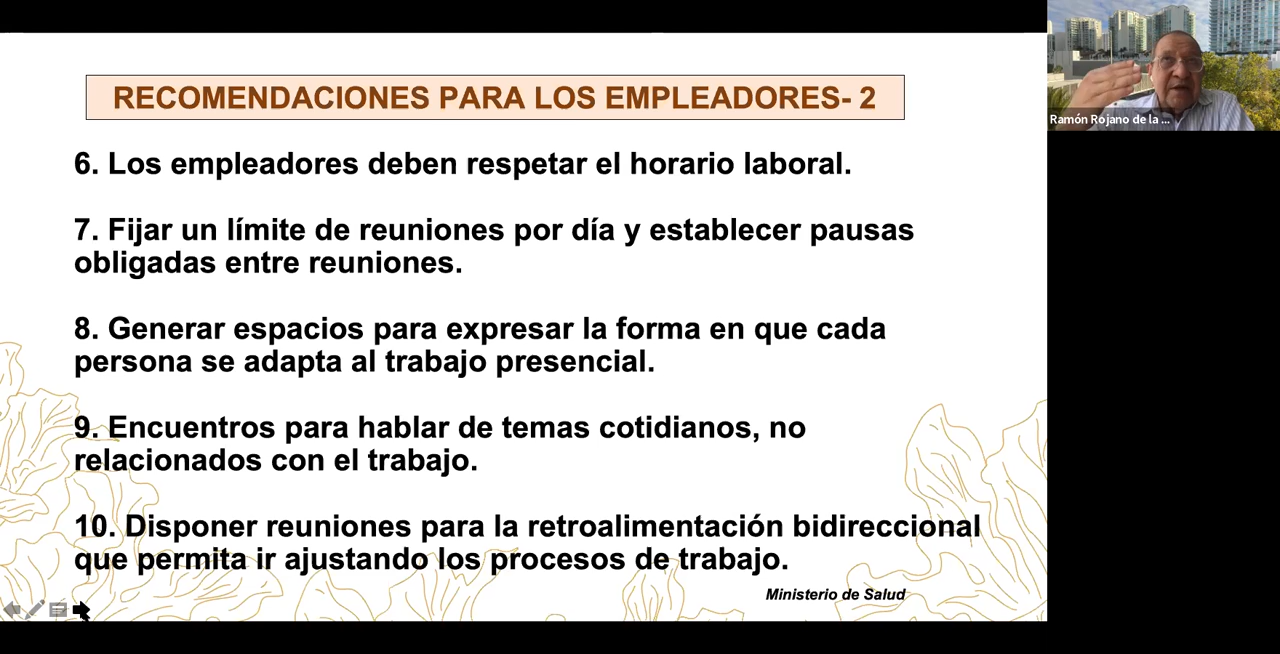 RECOMENDACIONES PARA LOS EMPLEADORES- 2
Ramón Rojano de la ...
6. Los empleadores deben respetar el horario laboral.
7. Fijar un límite de reuniones por día y establecer pausas
obligadas entre reuniones.
8. Generar espacios para expresar la forma en que cada
persona se adapta al trabajo presencial.
9. Encuentros para hablar de temas cotidianos, no
relacionados con el trabajo.
10. Disponer reuniones para la retroalimentación bidireccional
que permita ir ajustando los procesos de trabajo.
Ministerio de Salud